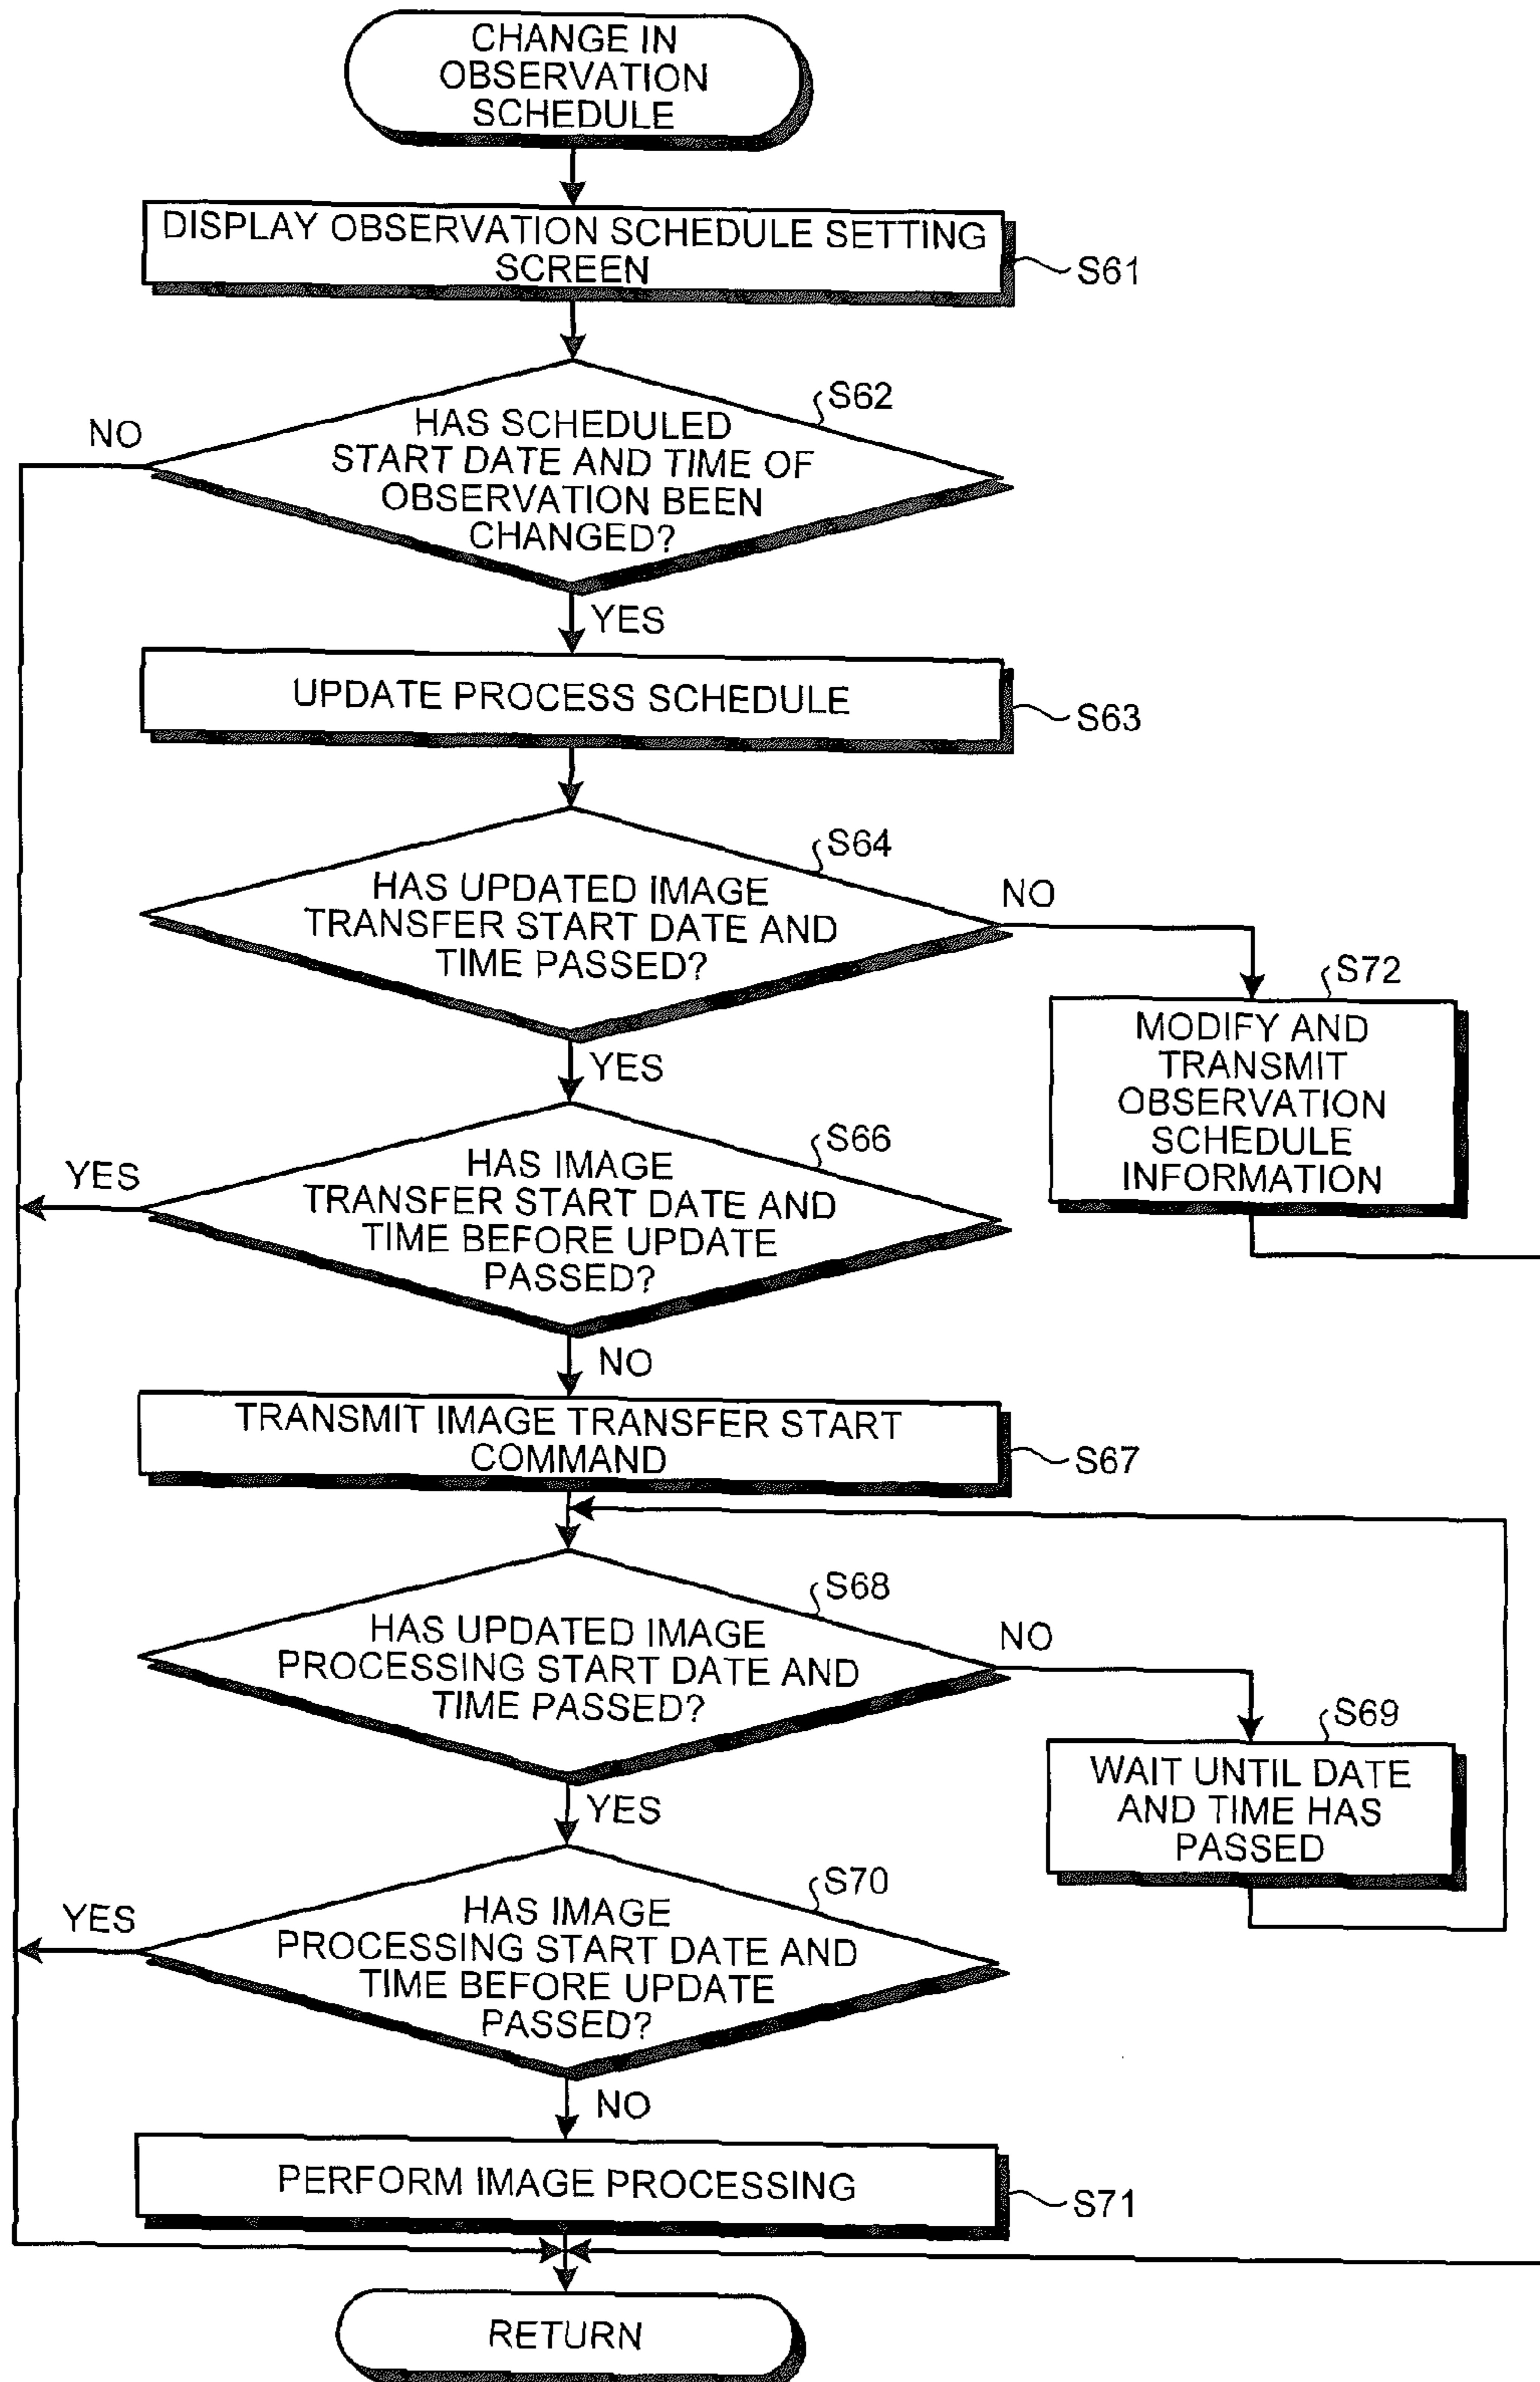 CHANGE IN
OBSERVATION
SCHEDULE
DISPLAY OBSERVATION SCHEDULE SETTING
SCREEN
S61
S62
NO
HAS SCHEDULED
START DATE AND TIME OF
OBSERVATION BEEN
CHANGED?
YES
UPDATE PROCESS SCHEDULE
S63
S64
HAS UPDATED IMAGE
TRANSFER START DATE AND
TIME PASSED?
NO
S72
MODIFY AND
TRANSMIT
OBSERVATION
SCHEDULE
INFORMATION
YES
S66
YES
HAS IMAGE
TRANSFER START DATE AND
TIME BEFORE UPDATE
PASSED?
NO
TRANSMIT IMAGE TRANSFER START
COMMAND
S67
S68
HAS UPDATED IMAGE
PROCESSING START DATE AND
TIME PASSED?
NO
S69
WAIT UNTIL DATE
AND TIME HAS
PASSED
YES
S70
YES
HAS IMAGE
PROCESSING START DATE AND
TIME BEFORE UPDATE
PASSED?
NO
PERFORM IMAGE PROCESSING
S71
RETURN